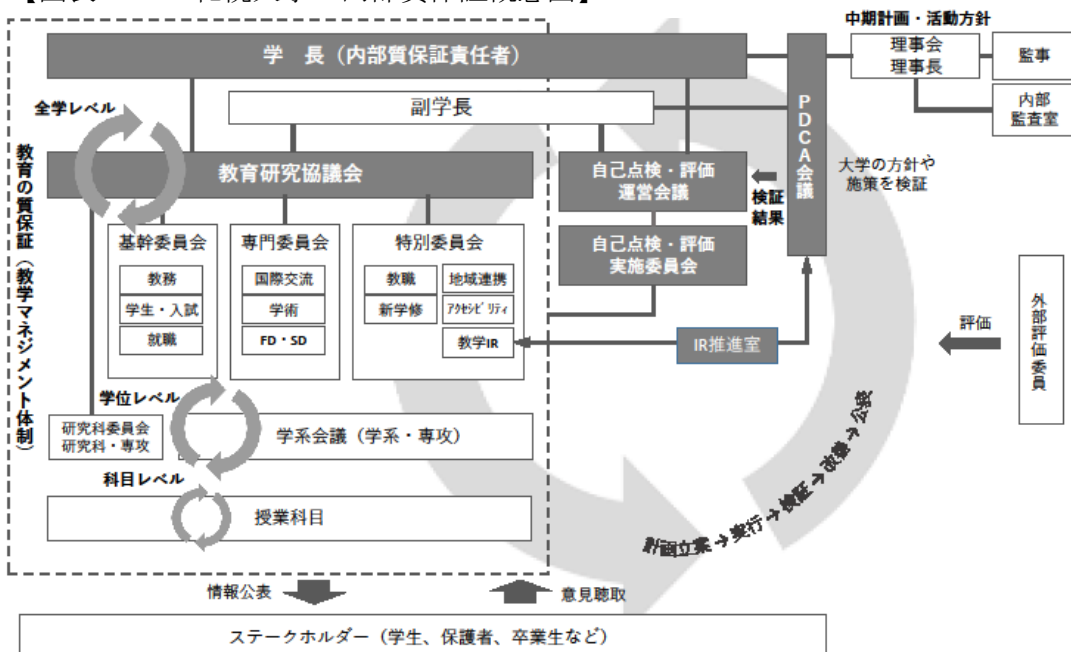 中期計画・活動方針
学　長（内部質保証責任者）
理事会
理事長
監事
副学長
全学レベル
PDCA会議
内部
監査室
教育研究協議会
自己点検・評価
運営会議
検証
結果
大学の方針や
施策を検証
教育の質保証（教学マネジメント体制）
基幹委員会
専門委員会
特別委員会
自己点検・評価
実施委員会
教務
国際交流
教職
地域連携
学生・入試
学術
新学修
アクセシビリティ
就職
FD・SD
教学IR
IR推進室
評価
外部評価委員
学位レベル
研究科委員会
研究科・専攻
学系会議（学系・専攻）
科目レベル
授業科目
計画立案→実行→検証→改善→公表
情報公表
意見聴取
ステークホルダー（学生、保護者、卒業生など）